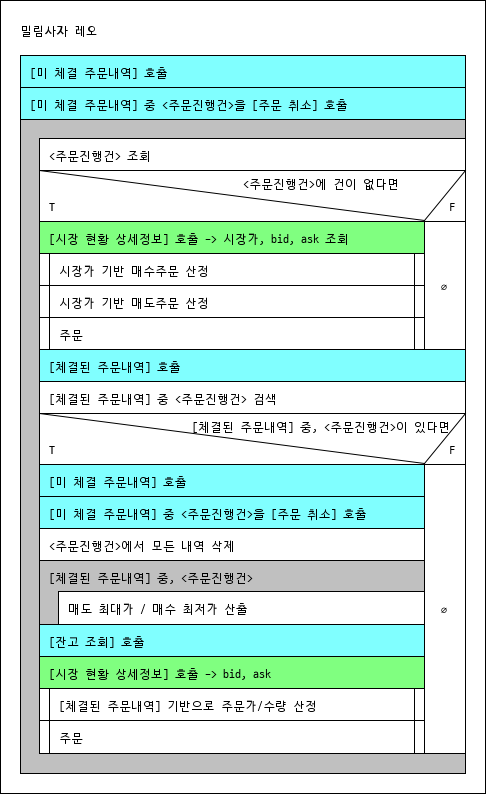 밀림사자 레오
[미 체결 주문내역] 호출
[미 체결 주문내역] 중 <주문진행건>을 [주문 취소] 호출
<주문진행건> 조회
<주문진행건>에 건이 없다면
T F
[시장 현황 상세정보] 호출 -> 시장가, bid, ask 조회
시장가 기반 매수주문 산정
∅
시장가 기반 매도주문 산정
주문
[체결된 주문내역] 호출
[체결된 주문내역] 중 <주문진행건> 검색
[체결된 주문내역] 중, <주문진행건>이 있다면
T F
[미 체결 주문내역] 호출
[미 체결 주문내역] 중 <주문진행건>을 [주문 취소] 호출
<주문진행건>에서 모든 내역 삭제
[체결된 주문내역] 중, <주문진행건>
매도 최대가 / 매수 최저가 산출
∅
[잔고 조회] 호출
[시장 현황 상세정보] 호출 -> bid, ask
[체결된 주문내역] 기반으로 주문가/수량 산정
주문